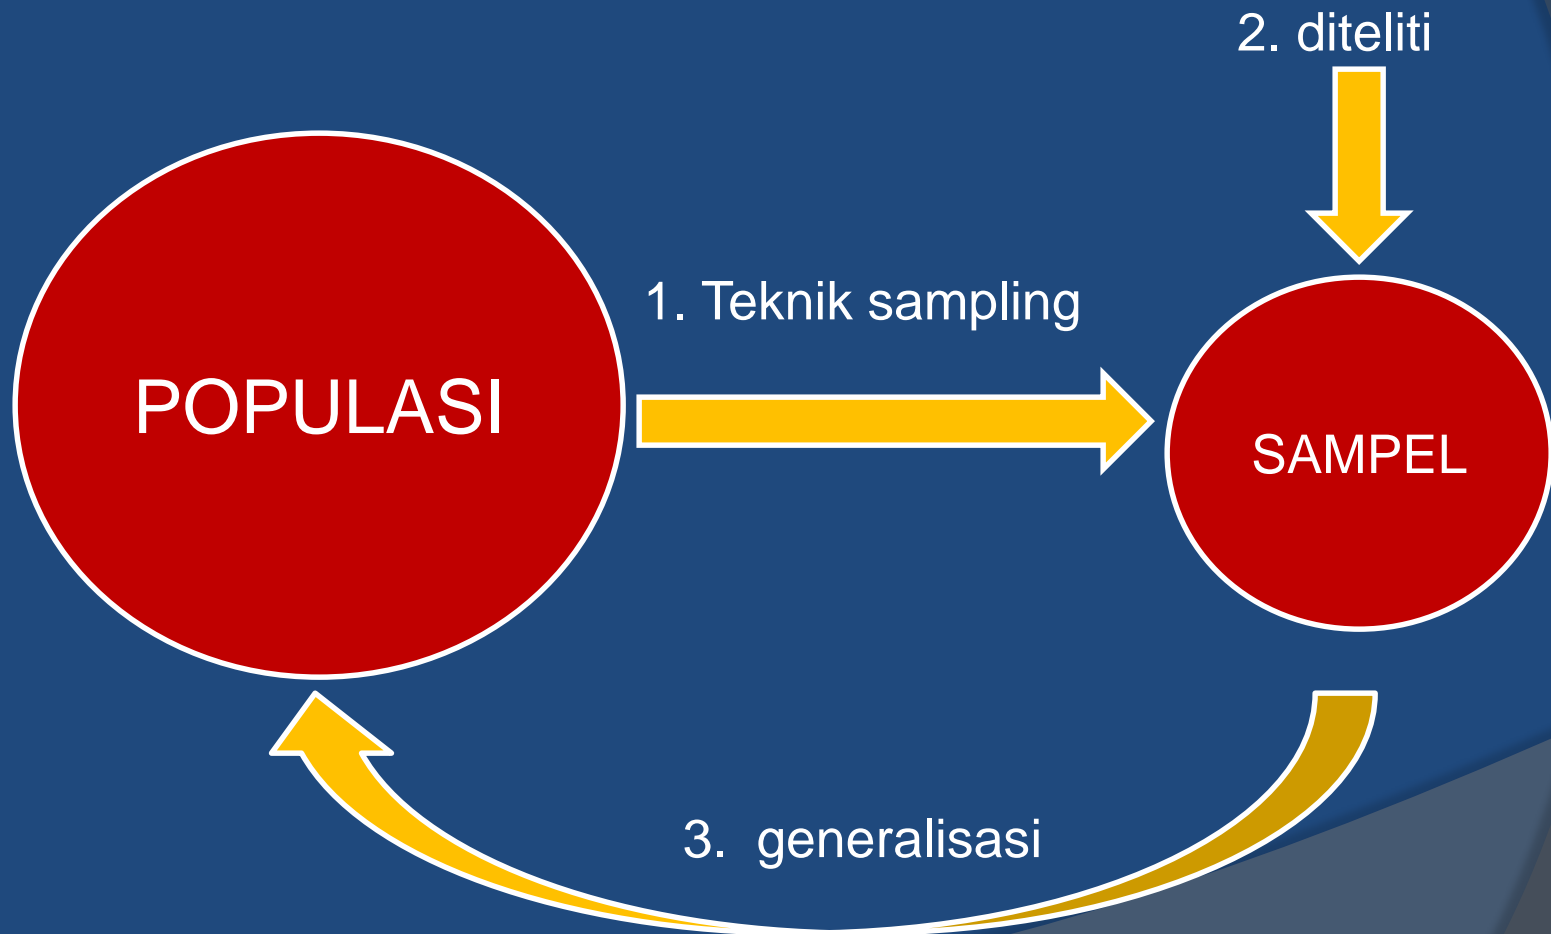 2. diteliti
1. Teknik sampling
POPULASI
SAMPEL
3. generalisasi